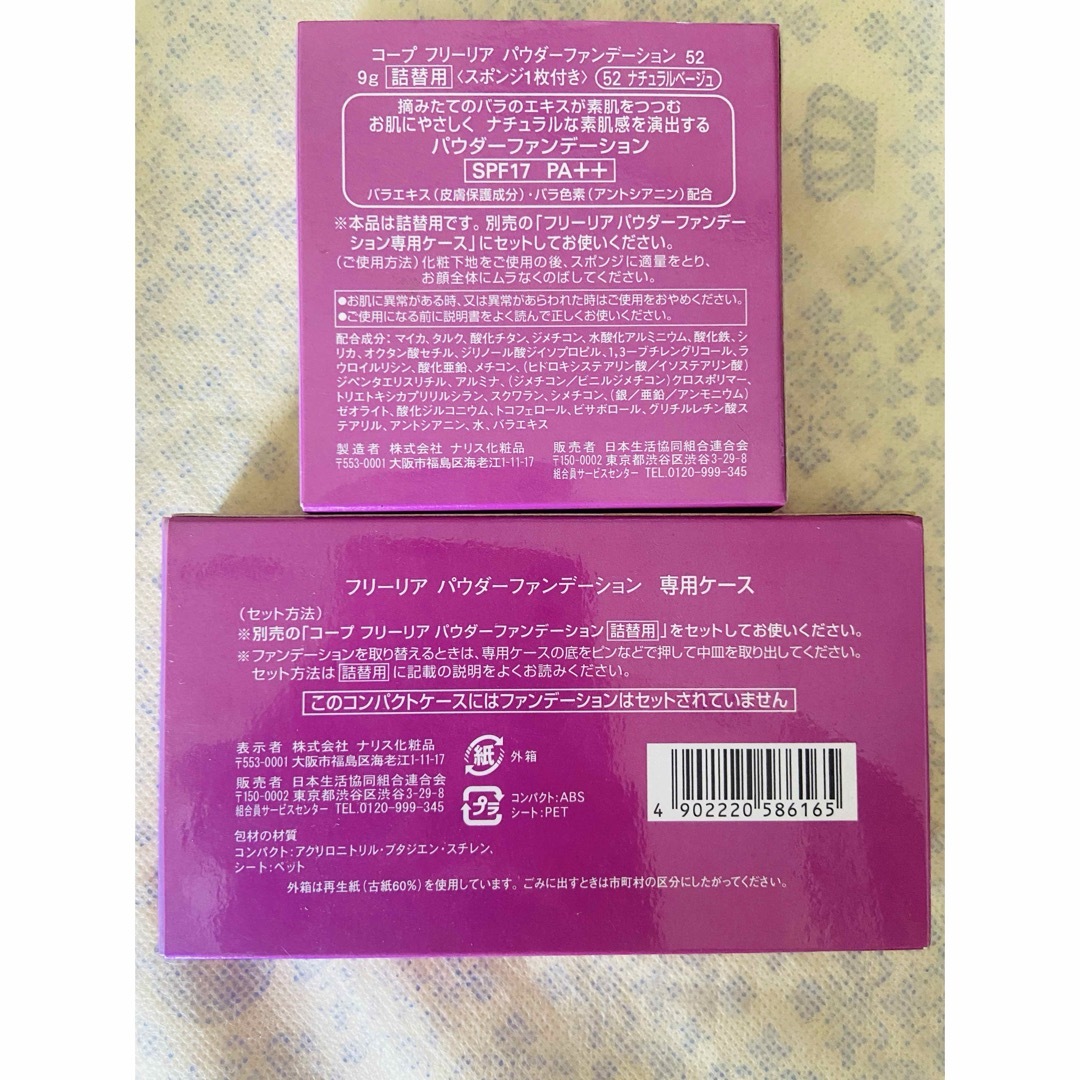 コープ フリーリア パウダーファンデーション 52
9g 詰替用〈スポンジ1枚付き〉 52 ナチュラルベージュ
摘みたてのバラのエキスが素肌をつつむ
お肌にやさしく ナチュラルな素肌感を演出する
パウダーファンデーション
SPF17 PA++
バラエキス(皮膚保護成分)・バラ色素(アントシアニン)配合
※本品は詰替用です。別売の「フリーリア パウダーファンデー
ション専用ケース」にセットしてお使いください。
(ご使用方法)化粧下地をご使用の後、スポンジに適量をとり、
お顔全体にムラなくのばしてください。
●お肌に異常がある時、又は異常があらわれた時はご使用をおやめください。
●ご使用になる前に説明書をよく読んで正しくお使いください。
配合成分:マイカ、タルク、酸化チタン、ジメチコン、水酸化アルミニウム、酸化鉄、シ
リカ、オクタン酸セチル、ジリノール酸ジイソプロピル、1,3-ブチレングリコール、ラ
ウロイルリシン、酸化亜鉛、メチコン、(ヒドロキシステアリン酸/イソステアリン酸)
ジペンタエリスリチル、アルミナ、(ジメチコン/ビニルジメチコン)クロスポリマー、
トリエトキシカプリリルシラン、スクワラン、シメチコン、(銀/亜鉛/アンモニウム)
ゼオライト、酸化ジルコニウム、トコフェロール、ビサボロール、グリチルレチン酸ス
テアリル、アントシアニン、水、バラエキス
製造者 株式会社 ナリス化粧品 販売者 日本生活協同組合連合会
〒553-0001 大阪市福島区海老江1-11-17 〒150-0002 東京都渋谷区渋谷3-29-8
組合員サービスセンター TEL.0120-999-345
フリーリア パウダーファンデーション 専用ケース
(セット方法)
※別売の「コープ フリーリア パウダーファンデーション 詰替用」をセットしてお使いください。
※ファンデーションを取り替えるときは、専用ケースの底をピンなどで押して中皿を取り出してください。
セット方法は 詰替用 に記載の説明をよくお読みください。
このコンパクトケースにはファンデーションはセットされていません
表示者 株式会社 ナリス化粧品
〒553-0001 大阪市福島区海老江1-11-17
販売者 日本生活協同組合連合会
〒150-0002 東京都渋谷区渋谷3-29-8
組合員サービスセンター TEL.0120-999-345
紙 外箱
プラ コンパクト:ABS
シート:PET
4 902220 586165
包材の材質
コンパクト:アクリロニトリル・ブタジエン・スチレン、
シート:ペット
外箱は再生紙(古紙60%)を使用しています。ごみに出すときは市町村の区分にしたがってください。